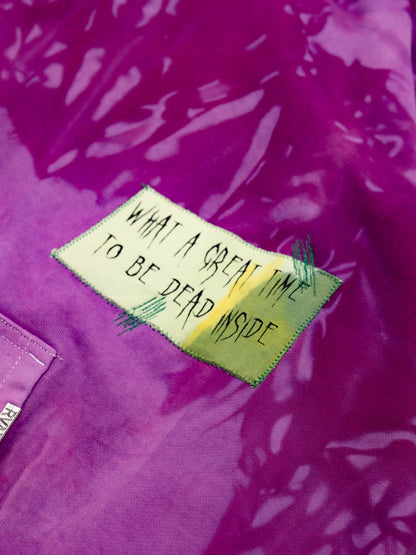 WHAT A GREAT TIME
TO BE DEAD INSIDE